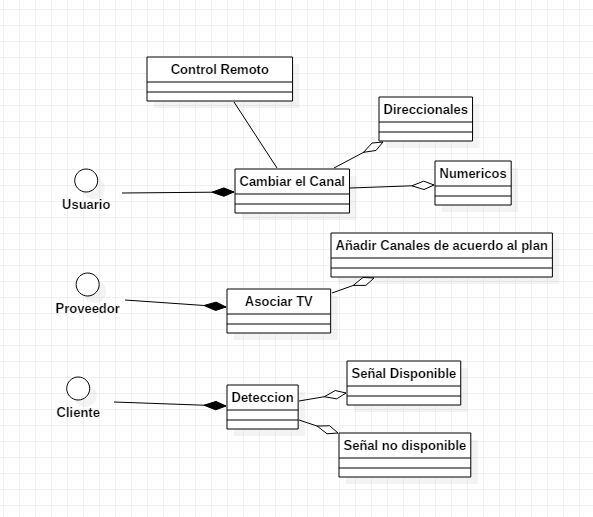 Control Remoto
Direccionales
Cambiar el Canal
Numericos
Usuario
Añadir Canales de acuerdo al plan
Asociar TV
Proveedor
Señal Disponible
Deteccion
Cliente
Señal no disponible